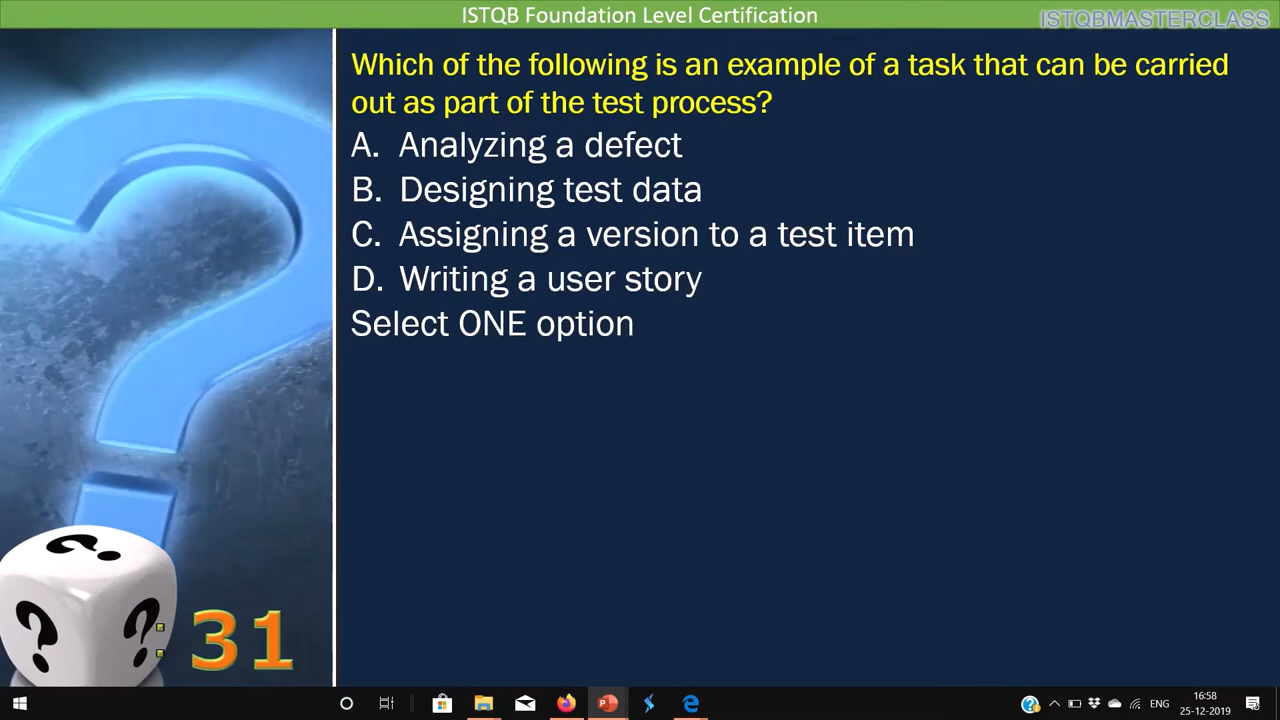 ISTQB Foundation Level Certification
ISTQBMASTERCLASS
Which of the following is an example of a task that can be carried
out as part of the test process?
A. Analyzing a defect
B. Designing test data
C. Assigning a version to a test item
D. Writing a user story
Select ONE option
:31
ENG
16:58
25-12-2019